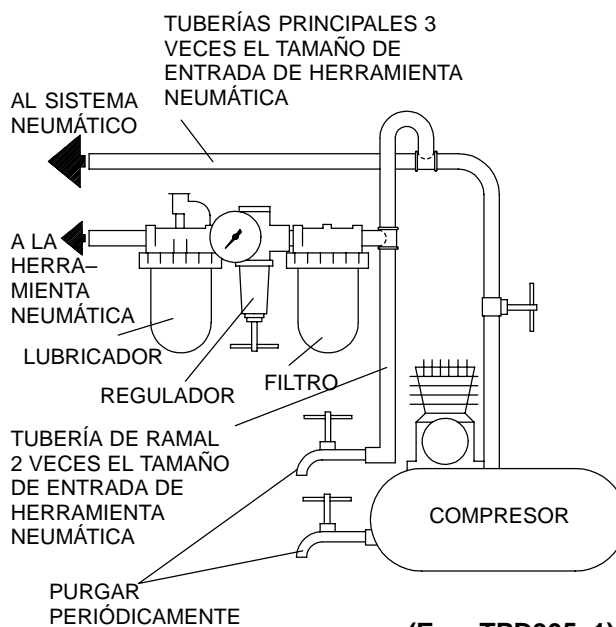 TUBERÍAS PRINCIPALES 3
VECES EL TAMAÑO DE
ENTRADA DE HERRAMIENTA
NEUMÁTICA
AL SISTEMA
NEUMÁTICO
A LA
HERRA–
MIENTA
NEUMÁTICA
LUBRICADOR
REGULADOR
FILTRO
TUBERÍA DE RAMAL
2 VECES EL TAMAÑO
DE ENTRADA DE
HERRAMIENTA
NEUMÁTICA
COMPRESOR
PURGAR
PERIÓDICAMENTE